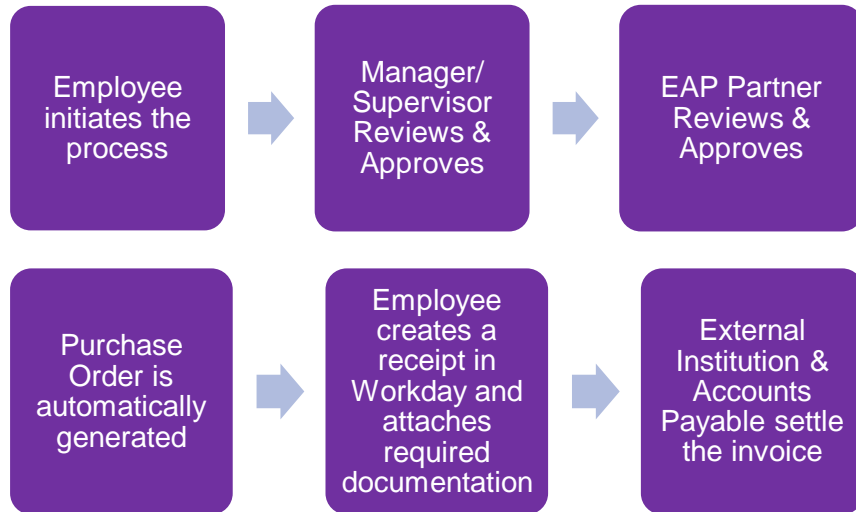 Employee
initiates the
process
Manager/
Supervisor
Reviews &
Approves
EAP Partner
Reviews &
Approves
Purchase
Order is
automatically
generated
Employee
creates a
receipt in
Workday and
attaches
required
documentation
External
Institution &
Accounts
Payable settle
the invoice